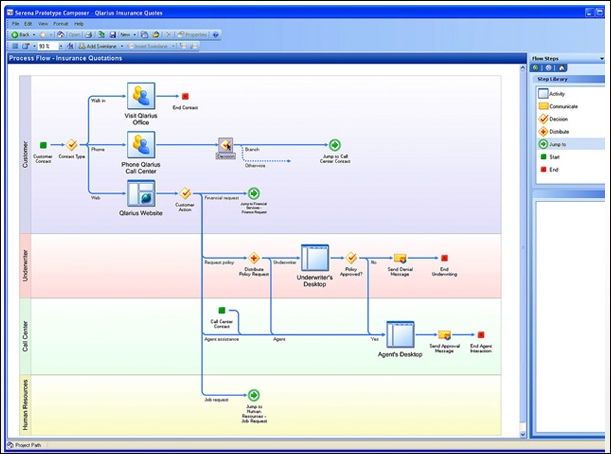 Serena Prototype Composer - Qlarius Insurance Quotes
File Edit View Format Help
Back Open New Properties
93 % Add Swimlane Insert Swimlane
Process Flow - Insurance Quotations
Flow Steps
Step Library
Activity
Communicate
Decision
Distribute
Jump to
Start
End
Customer
Walk in
Visit Qlarius
Office
End Contact
Customer
Contact
Contact Type
Phone
Phone Qlarius
Call Center
Decision
Branch
Otherwise
Jump to Call
Center Contact
Web
Qlarius Website
Customer
Action
Financial request
Jump to Financial
Services -
Finance Request
Underwriter
Request policy
Distribute
Policy Request
Underwrite
Underwriter's
Desktop
Policy
Approved?
No
Send Denial
Message
End
Underwriting
Call Center
Call Center
Contact
Agent assistance
Agent
Yes
Agent's Desktop
Send Approval
Message
End Agent
Interaction
Human Resources
Job request
Jump to
Human
Resources -
Job Request
Project Path